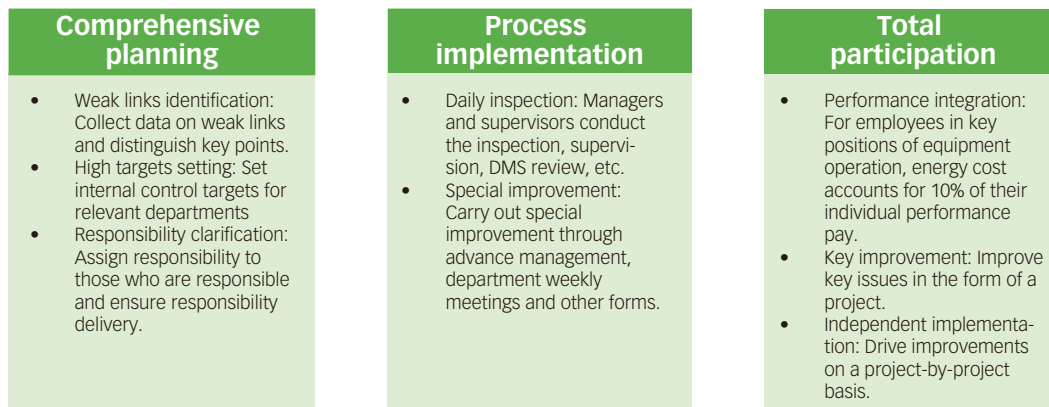 Comprehensive
planning
• Weak links identification:
Collect data on weak links
and distinguish key points.
• High targets setting: Set
internal control targets for
relevant departments
• Responsibility clarification:
Assign responsibility to
those who are responsible
and ensure responsibility
delivery.
Process
implementation
• Daily inspection: Managers
and supervisors conduct
the inspection, supervi-
sion, DMS review, etc.
• Special improvement:
Carry out special
improvement through
advance management,
department weekly
meetings and other forms.
Total
participation
• Performance integration:
For employees in key
positions of equipment
operation, energy cost
accounts for 10% of their
individual performance
pay.
• Key improvement: Improve
key issues in the form of a
project.
• Independent implementa-
tion: Drive improvements
on a project-by-project
basis.